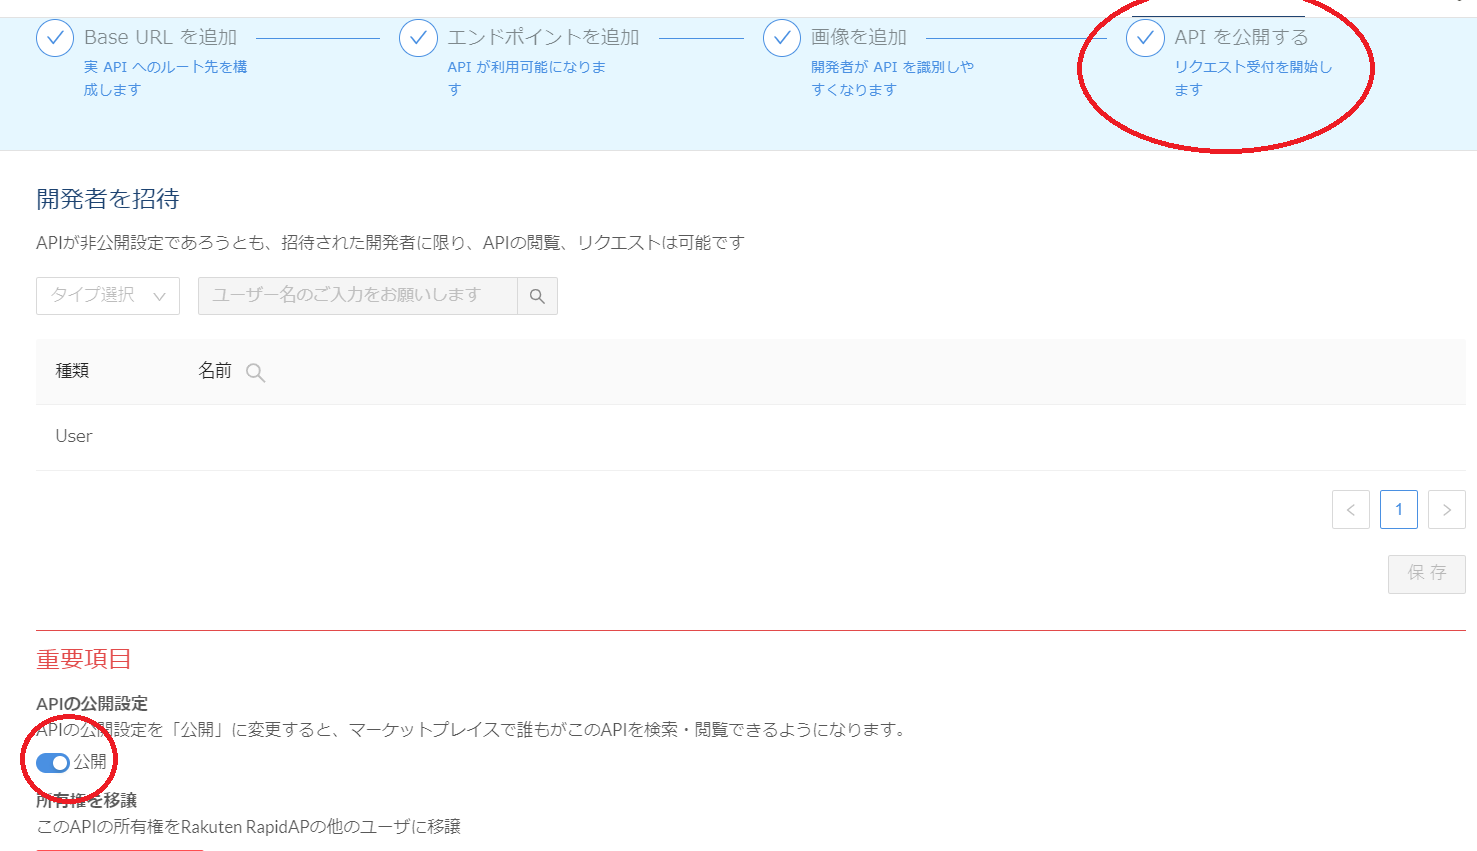 Base URL を追加
実 API へのルート先を構
成します
エンドポイントを追加
API が利用可能になりま
す
画像を追加
開発者が API を識別しや
すくなります
API を公開する
リクエスト受付を開始し
ます
開発者を招待
APIが非公開設定であろうとも、招待された開発者に限り、APIの閲覧、リクエストは可能です
タイプ選択
ユーザー名のご入力をお願いします
種類 名前
User
< 1 >
保 存
重要項目
APIの公開設定
APIの公開設定を「公開」に変更すると、マーケットプレイスで誰もがこのAPIを検索・閲覧できるようになります。
公開
所有権を移譲
このAPIの所有権をRakuten RapidAPの他のユーザに移譲